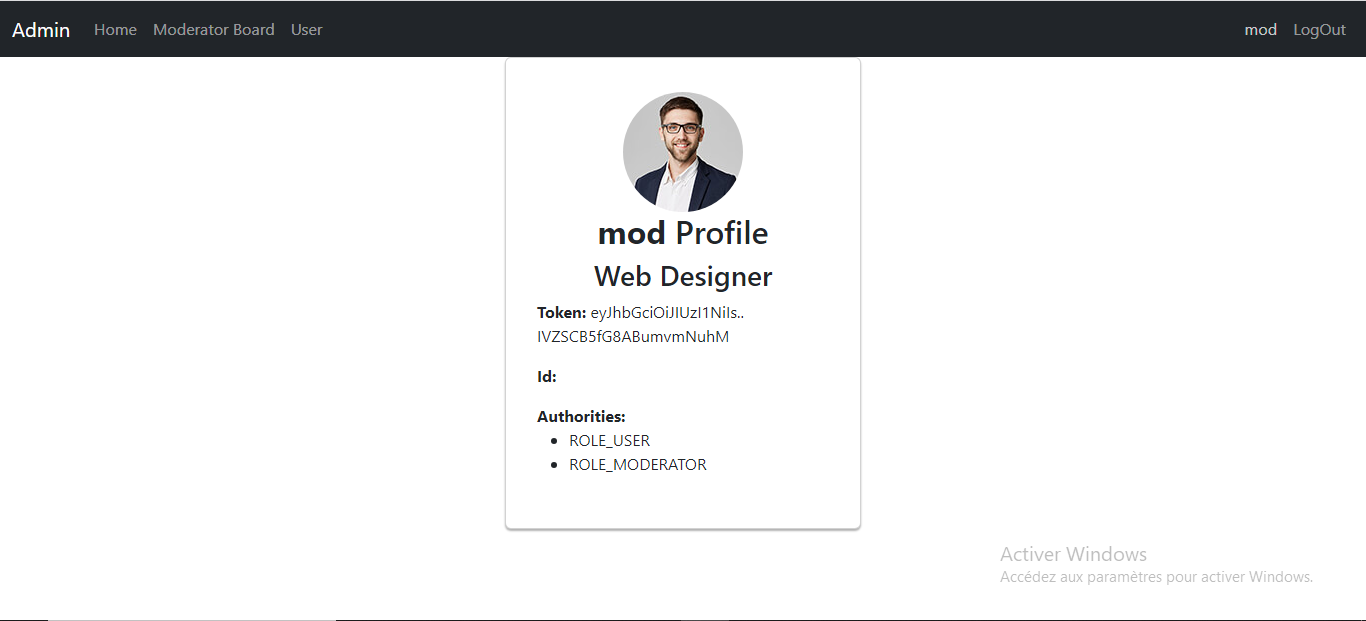 Admin Home Moderator Board User mod LogOut
mod Profile
Web Designer
Token: eyJhbGciOiJIUzI1NiIs..
IVZSCB5fG8ABumvmNuhM
Id:
Authorities:
ROLE_USER
ROLE_MODERATOR
Activer Windows
Accédez aux paramètres pour activer Windows.